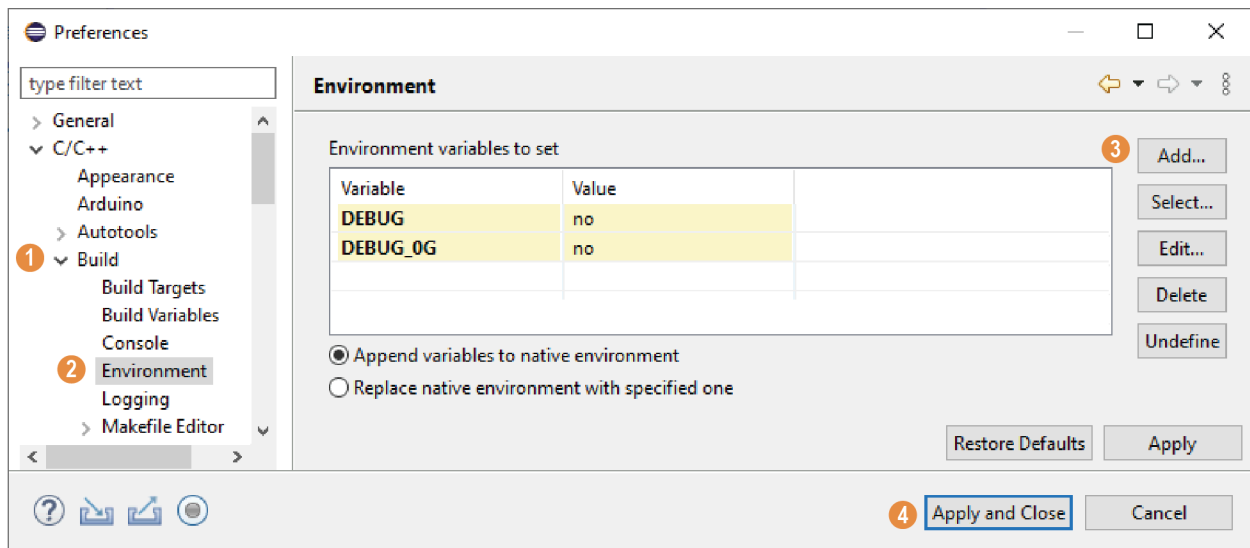 Preferences
type filter text
General
C/C++
Appearance
Arduino
Autotools
1 Build
Build Targets
Build Variables
Console
2 Environment
Logging
Makefile Editor
Environment
Environment variables to set
Variable Value
DEBUG no
DEBUG_0G no
Append variables to native environment
Replace native environment with specified one
3 Add...
Select...
Edit...
Delete
Undefine
Restore Defaults Apply
4 Apply and Close Cancel